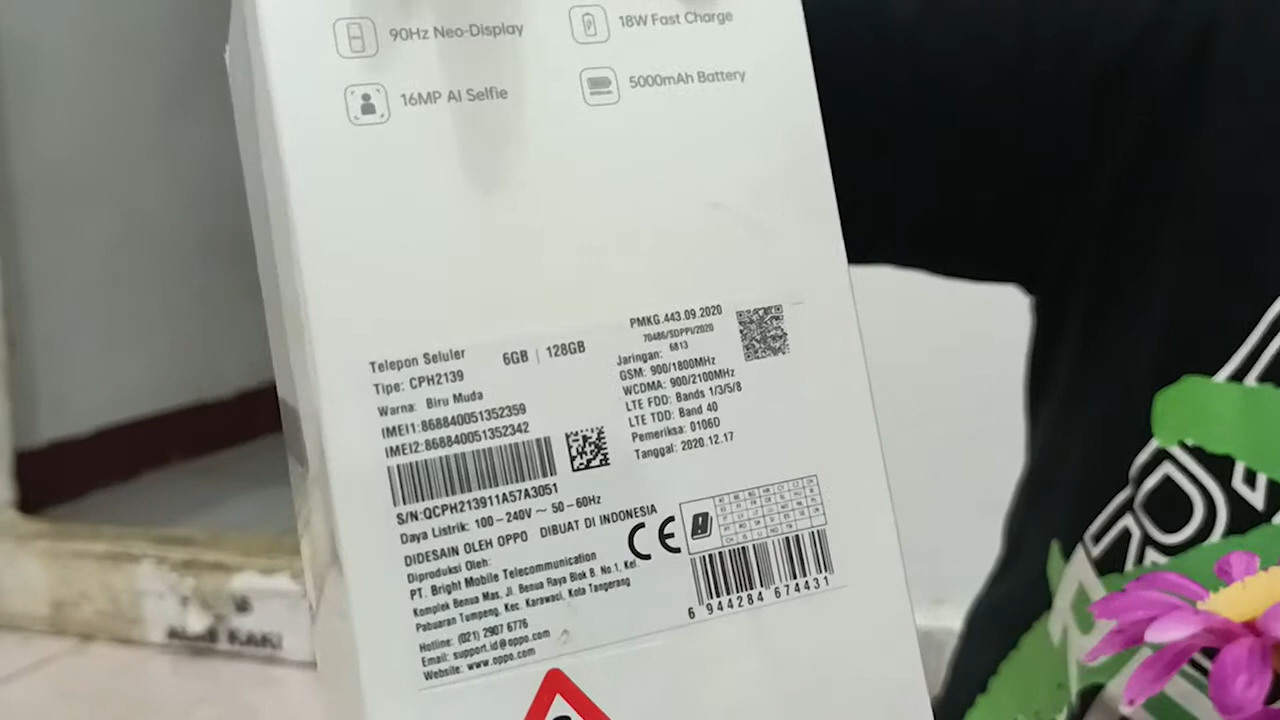 90Hz Neo-Display
18W Fast Charge
16MP AI Selfie
5000mAh Battery
Telepon Seluler
6GB | 128GB
Tipe: CPH2139
Warna: Biru Muda
IMEI1:868840051352359
IMEI2:868840051352342
S/N:QCPH213911A57A3051
Daya Listrik: 100-240V ~ 50-60Hz
DIDESAIN OLEH OPPO DIBUAT DI INDONESIA
Diproduksi Oleh:
PT. Bright Mobile Telecommunication
Komplek Benua Mas, Jl. Benua Raya Blok B. No.1, Kel.
Pabuaran Tumpeng, Kec. Karawaci, Kota Tangerang
Hotline: (021) 2907 6776
Email: support.id@oppo.com
Website: www.oppo.com
PMKG.443.09.2020
70486/SDPPI/2020
6813
Jaringan:
GSM: 900/1800MHz
WCDMA: 900/2100MHz
LTE FDD: Bands 1/3/5/8
LTE TDD: Band 40
Pemeriksa: 0106D
Tanggal: 2020.12.17
CE
6 944284 674431
KAKI